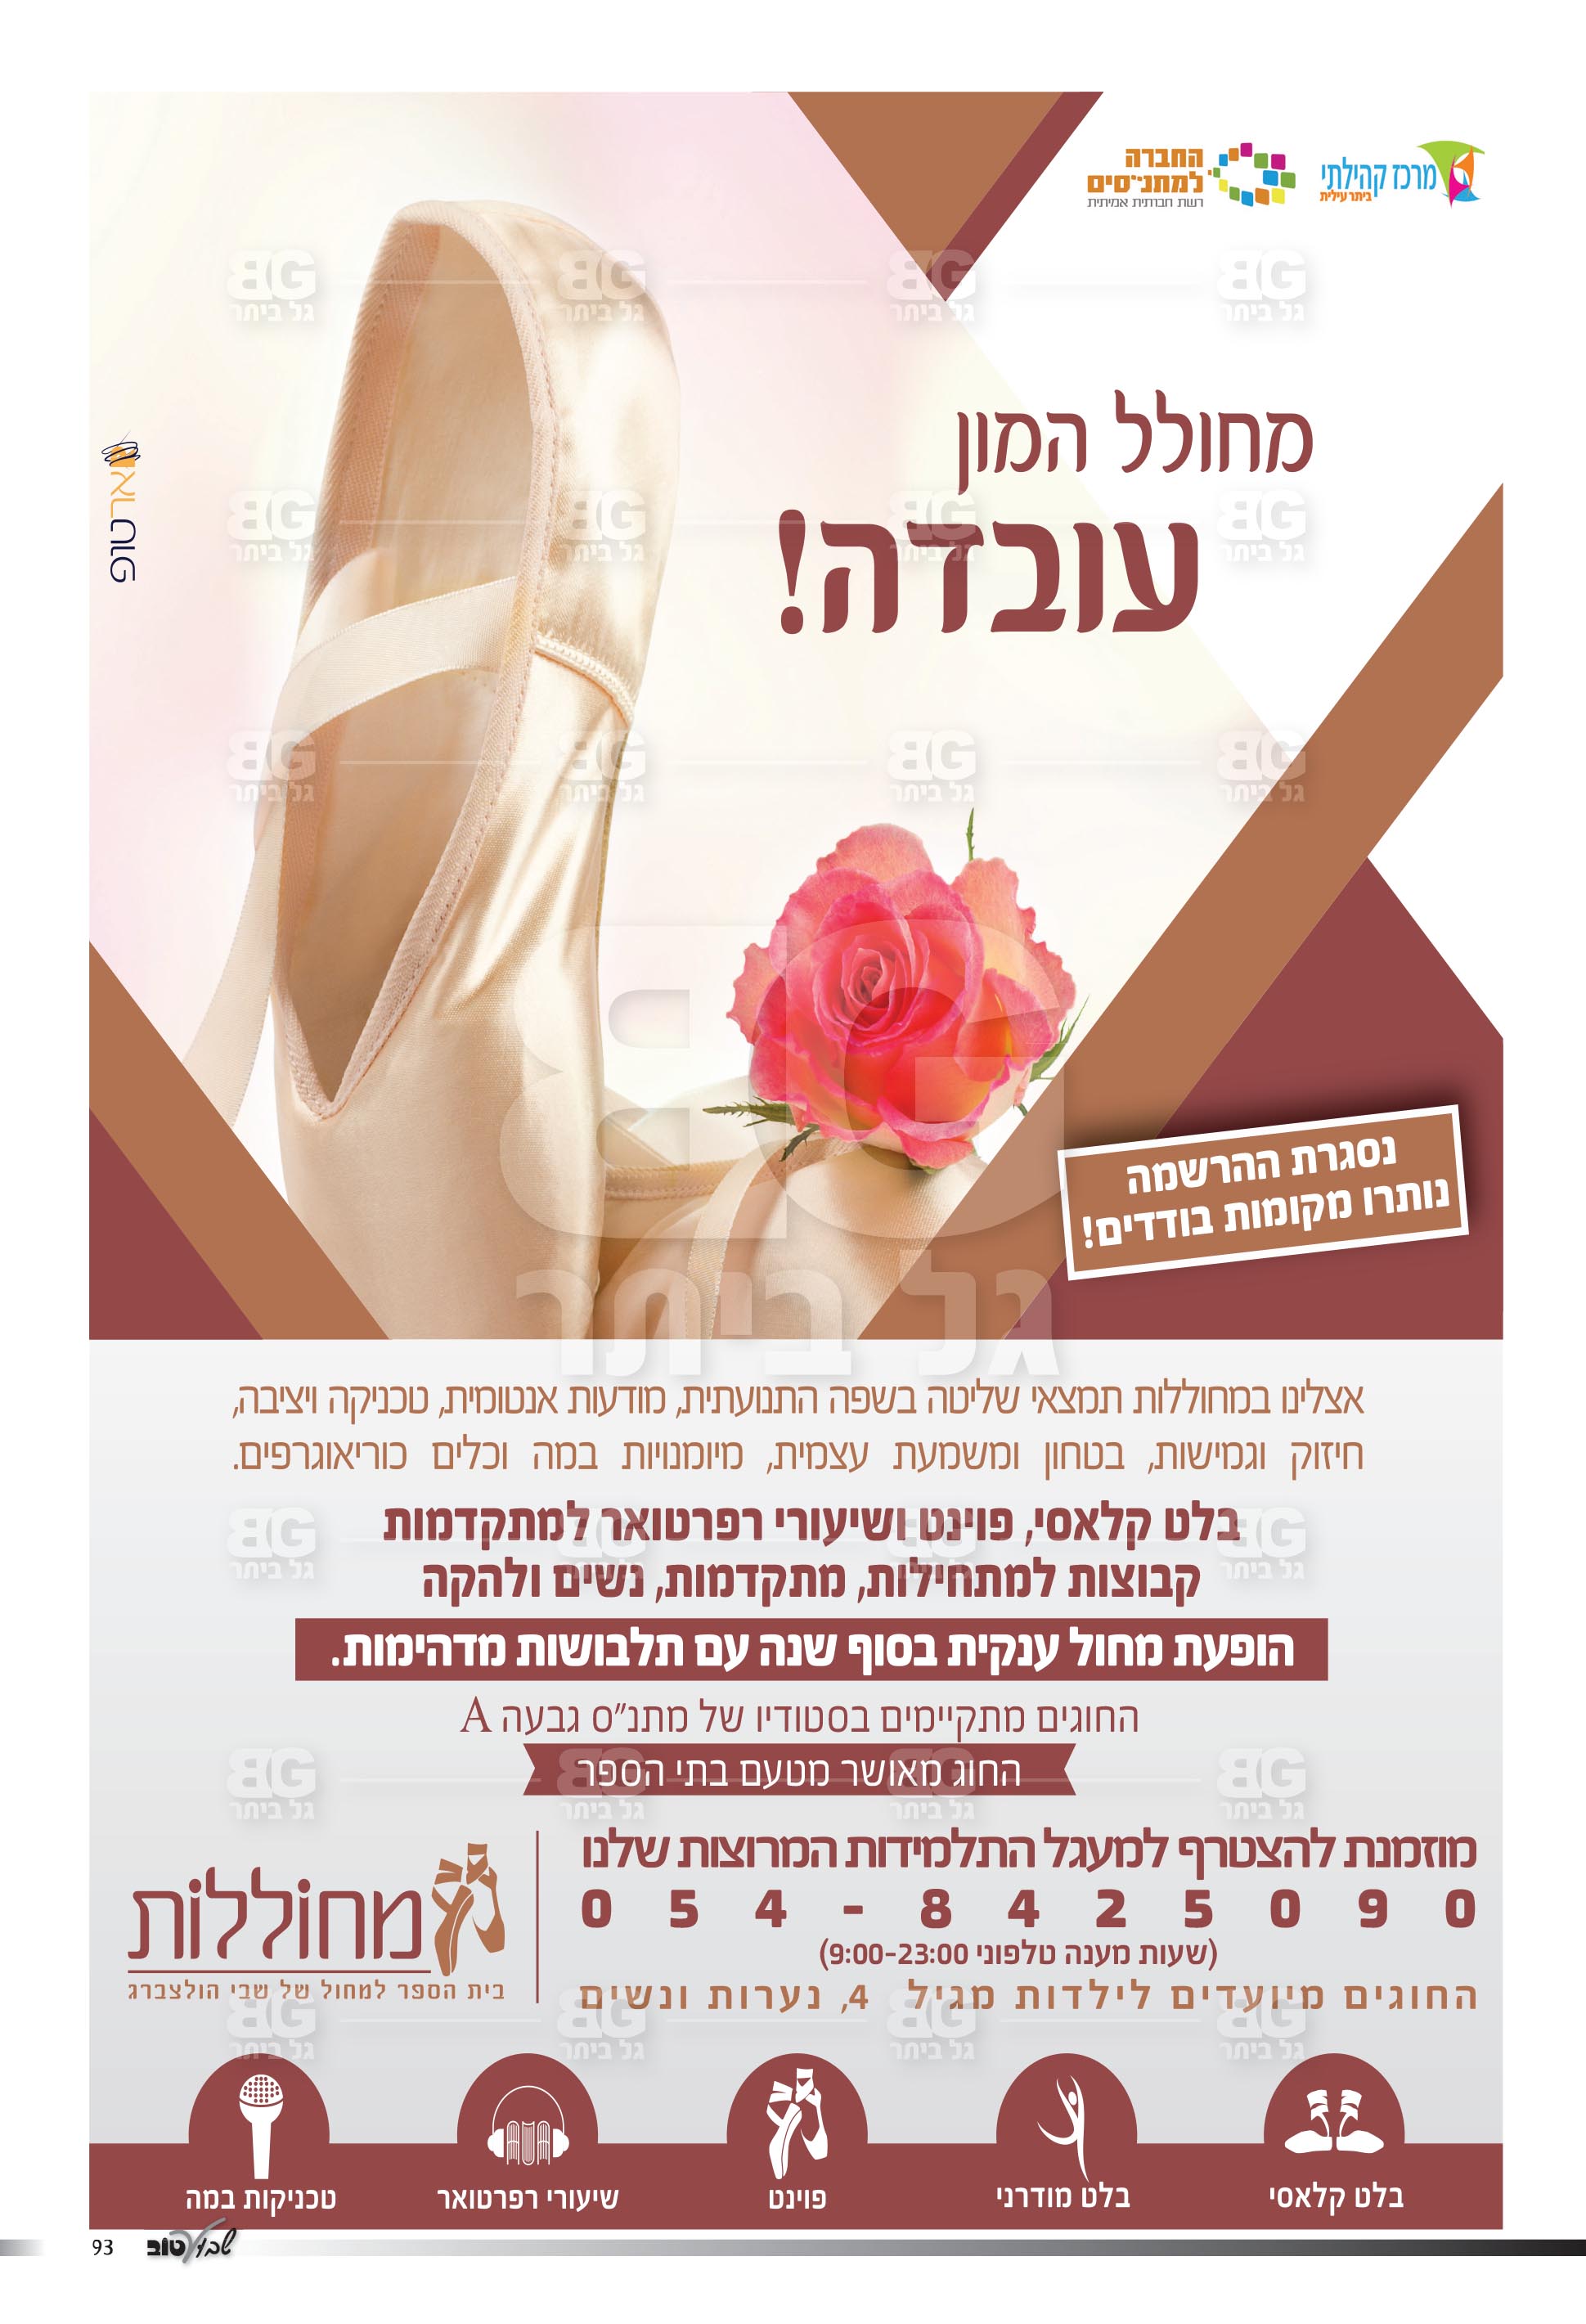 מרכז קהילתי
ביתר עילית
החברה
למתנ״סים
רשת חברתית אמיתית
מחולל המון
עובדה!
ארטופ
נסגרת ההרשמה
נותרו מקומות בודדים!
אצלינו במחוללות תמצאי שליטה בשפה התנועתית, מודעות אנטומית, טכניקה ויציבה,
חיזוק וגמישות, בטחון ומשמעת עצמית, מיומנויות במה וכלים כוריאוגרפים.
בלט קלאסי, פוינט ושיעורי רפרטואר למתקדמות
קבוצות למתחילות, מתקדמות, נשים ולהקה
הופעת מחול ענקית בסוף שנה עם תלבושות מדהימות.
החוגים מתקיימים בסטודיו של מתנ״ס גבעה A
החוג מאושר מטעם בתי הספר
מוזמנת להצטרף למעגל התלמידות המרוצות שלנו
054-8425090
(שעות מענה טלפוני 9:00-23:00)
החוגים מיועדים לילדות מגיל 4, נערות ונשים
מחוללות
בית הספר למחול של שבי הולצברג
בלט קלאסי
בלט מודרני
פוינט
שיעורי רפרטואר
טכניקות במה
93
שבוע טוב
BG
גל ביתר